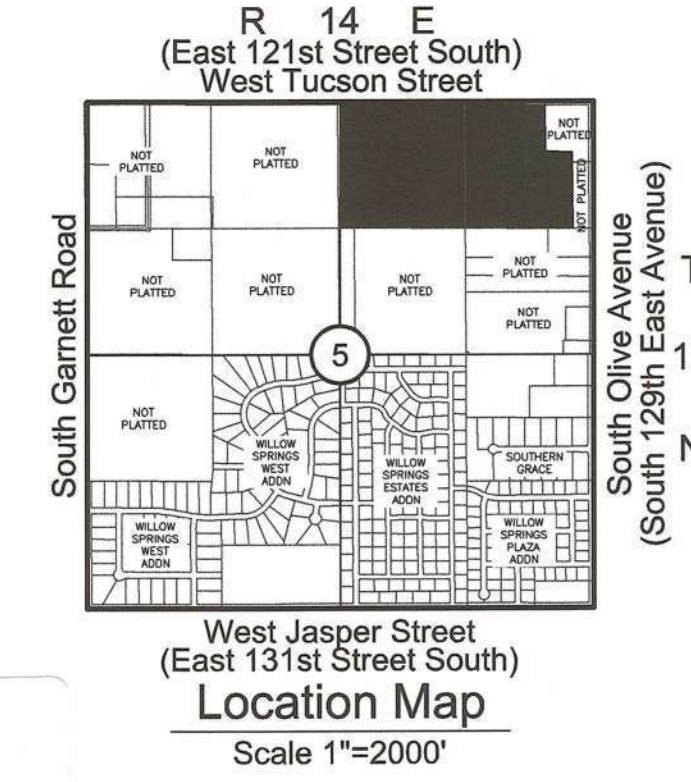 R 14 E
(East 121st Street South)
West Tucson Street
NOT
PLATTED
NOT
PLATTED
NOT
PLATTED
NOT PLATTED
South Garnett Road
South Olive Avenue
(South 129th East Avenue)
T
1
N
NOT
PLATTED
NOT
PLATTED
NOT
PLATTED
NOT
PLATTED
NOT
PLATTED
5
NOT
PLATTED
WILLOW
SPRINGS
WEST
ADDN
WILLOW
SPRINGS
ESTATES
ADDN
SOUTHERN
GRACE
WILLOW
SPRINGS
WEST
ADDN
WILLOW
SPRINGS
PLAZA
ADDN
West Jasper Street
(East 131st Street South)
Location Map
Scale 1"=2000'